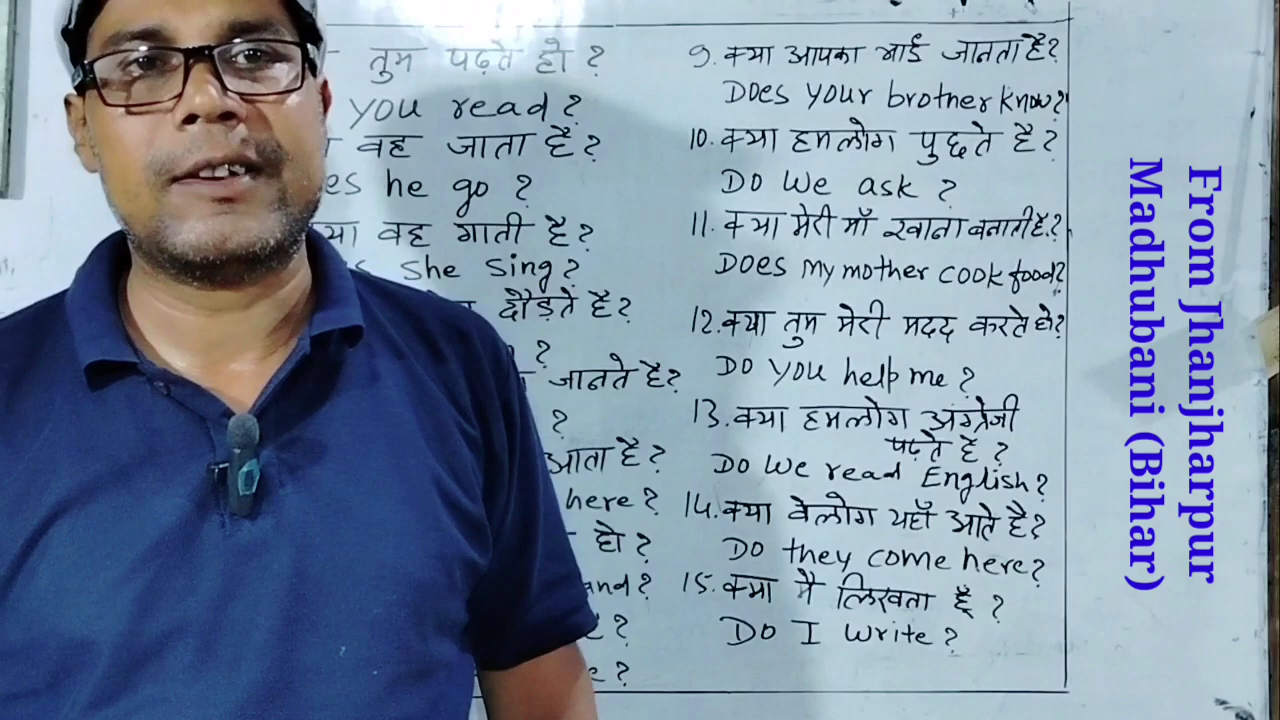 तुम पढ़ते हो ?
you read ?
वह जाता है ?
es he go ?
या वह गाती है ?
she sing ?
दौड़ते है ?
?
जानते है ?
?
आता है ?
here ?
हो ?
and ?
?
?
9. क्या आपका भाई जानता है ?
Does your brother know ?
10. क्या हमलोग पुछते है ?
Do we ask ?
11. क्या मेरी माँ खाना बनाती है ?
Does my mother cook food ?
12. क्या तुम मेरी मदद करते हो ?
Do you help me ?
13. क्या हमलोग अंग्रेजी
पढ़ते है ?
Do we read English ?
14. क्या वेलोग यहाँ आते है ?
Do they come here ?
15. क्या मै लिखता हूँ ?
Do I write ?
From Jhanjharpur
Madhubani (Bihar)